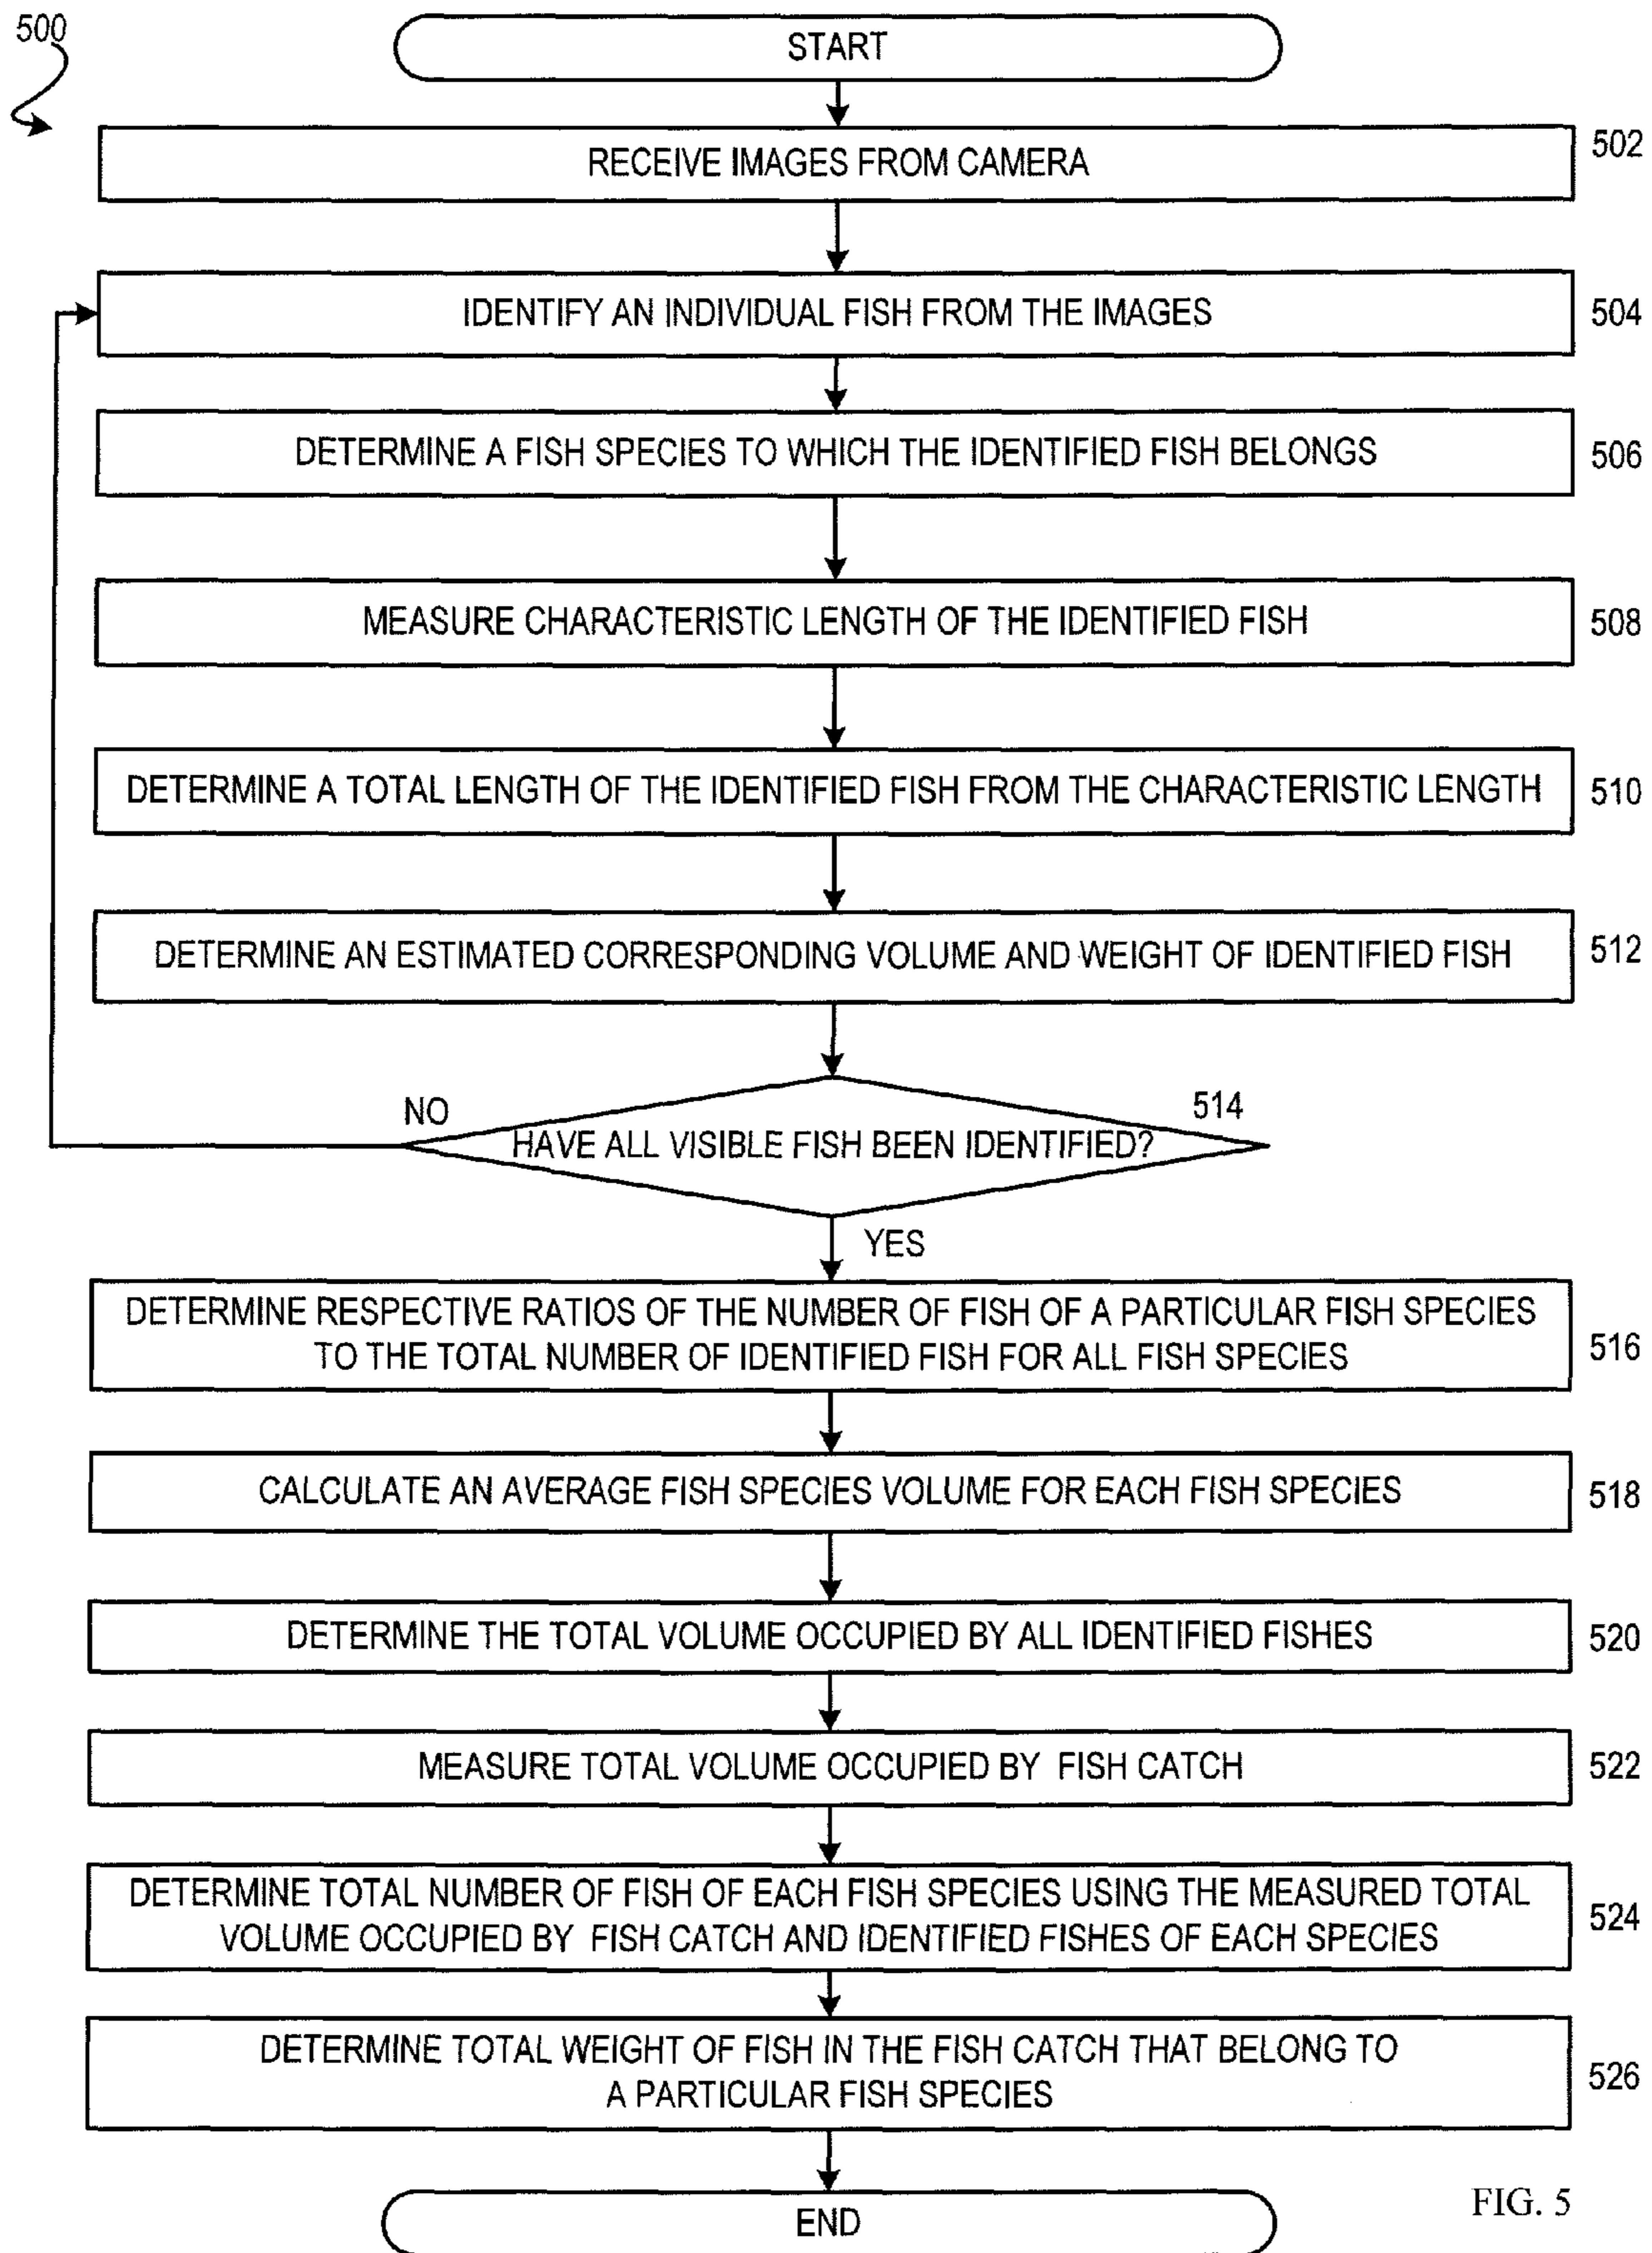 500
START
RECEIVE IMAGES FROM CAMERA
502
IDENTIFY AN INDIVIDUAL FISH FROM THE IMAGES
504
DETERMINE A FISH SPECIES TO WHICH THE IDENTIFIED FISH BELONGS
506
MEASURE CHARACTERISTIC LENGTH OF THE IDENTIFIED FISH
508
DETERMINE A TOTAL LENGTH OF THE IDENTIFIED FISH FROM THE CHARACTERISTIC LENGTH
510
DETERMINE AN ESTIMATED CORRESPONDING VOLUME AND WEIGHT OF IDENTIFIED FISH
512
NO
514
HAVE ALL VISIBLE FISH BEEN IDENTIFIED?
YES
DETERMINE RESPECTIVE RATIOS OF THE NUMBER OF FISH OF A PARTICULAR FISH SPECIES
TO THE TOTAL NUMBER OF IDENTIFIED FISH FOR ALL FISH SPECIES
516
CALCULATE AN AVERAGE FISH SPECIES VOLUME FOR EACH FISH SPECIES
518
DETERMINE THE TOTAL VOLUME OCCUPIED BY ALL IDENTIFIED FISHES
520
MEASURE TOTAL VOLUME OCCUPIED BY FISH CATCH
522
DETERMINE TOTAL NUMBER OF FISH OF EACH FISH SPECIES USING THE MEASURED TOTAL
VOLUME OCCUPIED BY FISH CATCH AND IDENTIFIED FISHES OF EACH SPECIES
524
DETERMINE TOTAL WEIGHT OF FISH IN THE FISH CATCH THAT BELONG TO
A PARTICULAR FISH SPECIES
526
END
FIG. 5